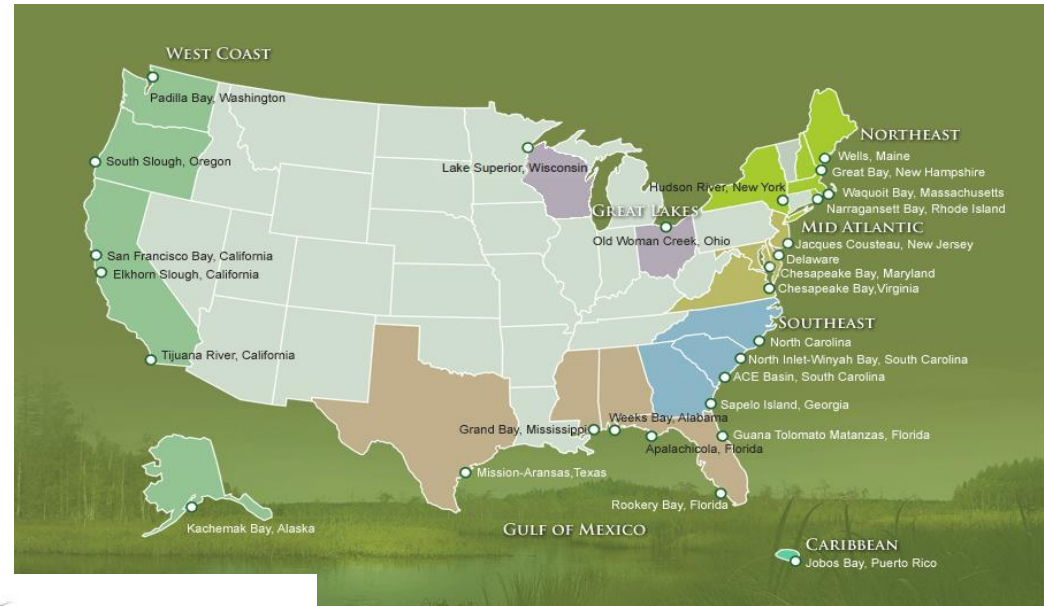 WEST COAST
Padilla Bay, Washington
South Slough, Oregon
San Francisco Bay, California
Elkhorn Slough, California
Tijuana River, California
Kachemak Bay, Alaska
Lake Superior, Wisconsin
GREAT LAKES
Old Woman Creek, Ohio
NORTHEAST
Wells, Maine
Great Bay, New Hampshire
Hudson River, New York
Waquoit Bay, Massachusetts
Narragansett Bay, Rhode Island
MID ATLANTIC
Jacques Cousteau, New Jersey
Delaware
Chesapeake Bay, Maryland
Chesapeake Bay,Virginia
SOUTHEAST
North Carolina
North Inlet-Winyah Bay, South Carolina
ACE Basin, South Carolina
Sapelo Island, Georgia
Guana Tolomato Matanzas, Florida
Weeks Bay, Alabama
Grand Bay, Mississippi
Apalachicola, Florida
Mission-Aransas,Texas
Rookery Bay, Florida
GULF OF MEXICO
CARIBBEAN
Jobos Bay, Puerto Rico